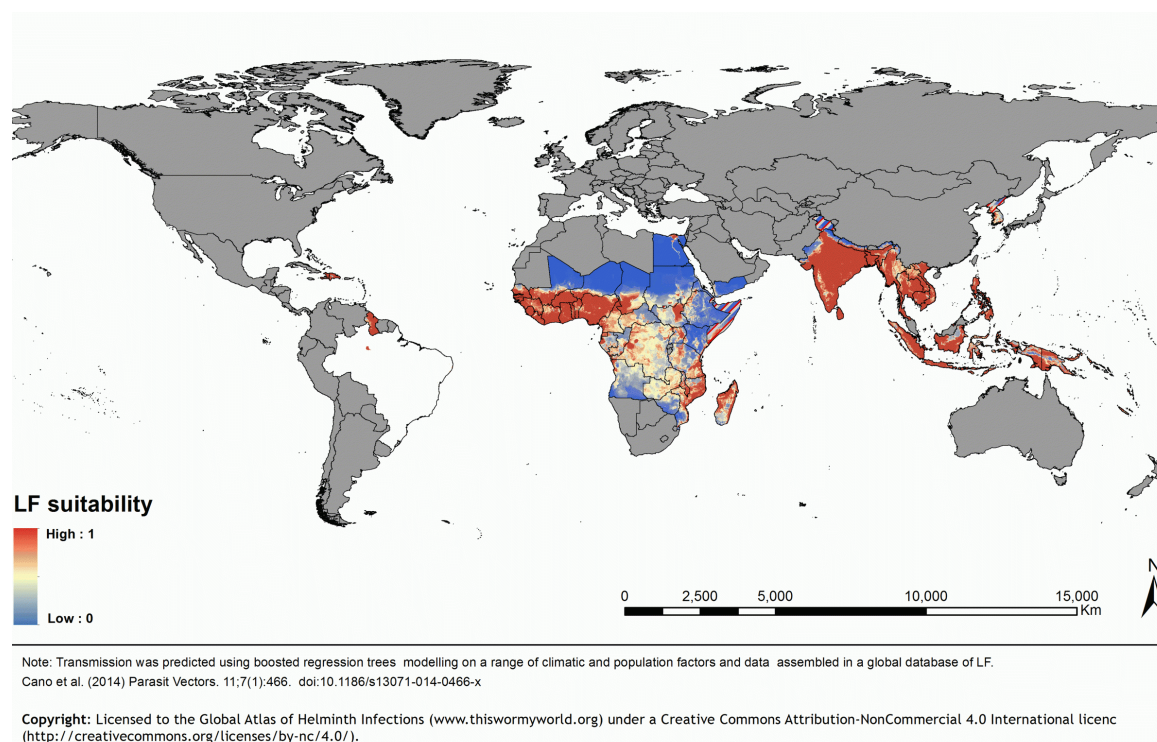 LF suitability
High : 1
Low : 0
0 2,500 5,000 10,000 15,000
Km
N
Note: Transmission was predicted using boosted regression trees modelling on a range of climatic and population factors and data assembled in a global database of LF.
Cano et al. (2014) Parasit Vectors. 11;7(1):466. doi:10.1186/s13071-014-0466-x
Copyright: Licensed to the Global Atlas of Helminth Infections (www.thiswormyworld.org) under a Creative Commons Attribution-NonCommercial 4.0 International licenc
(http://creativecommons.org/licenses/by-nc/4.0/).